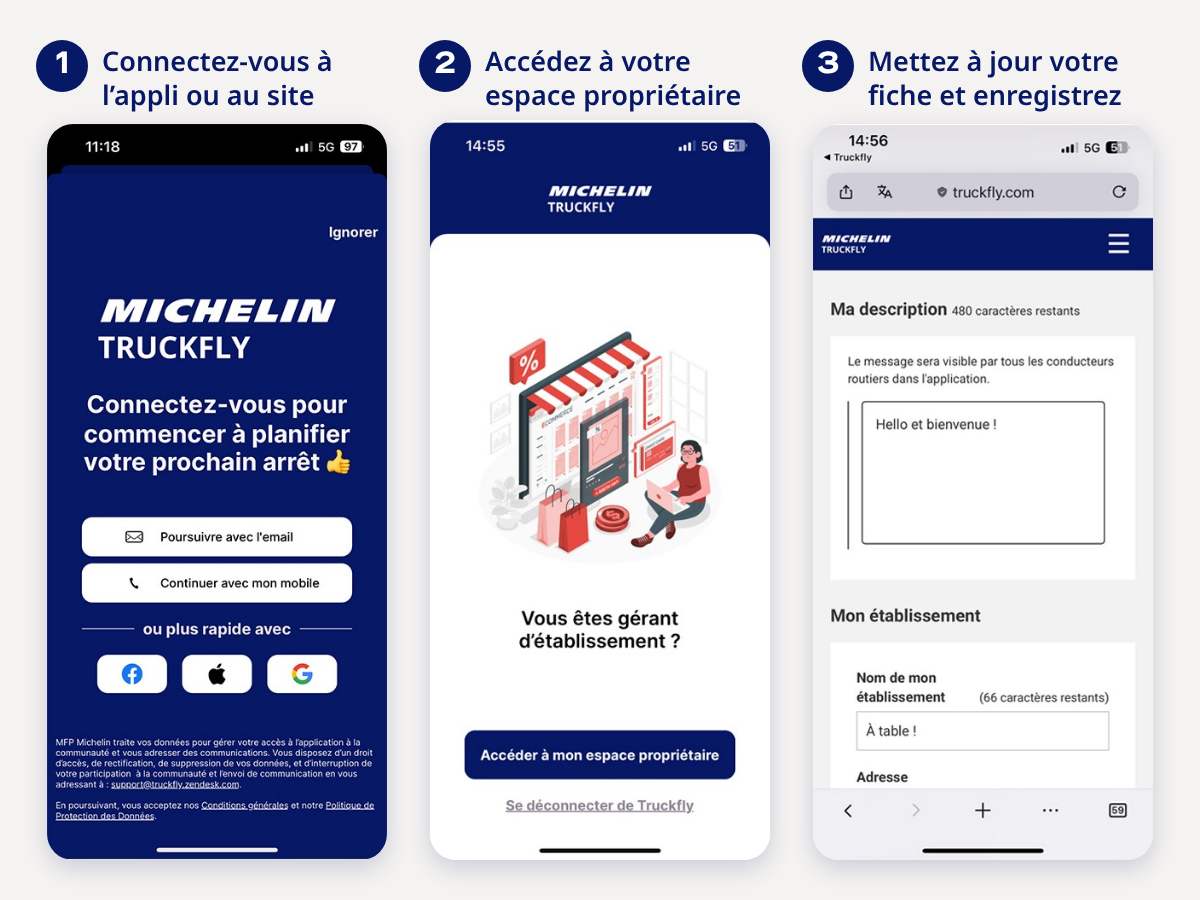 1
Connectez-vous à
l’appli ou au site
11:18
5G
97
Ignorer
MICHELIN
TRUCKFLY
Connectez-vous pour
commencer à planifier
votre prochain arrêt 👍
Poursuivre avec l'email
Continuer avec mon mobile
ou plus rapide avec
MFP Michelin traite vos données pour gérer votre accès à l’application à la
communauté et vous adresser des communications. Vous disposez d’un droit
d’accès, de rectification, de suppression de vos données, et d’interruption de
votre participation à la communauté et l’envoi de communication en vous
adressant à : support@truckfly.zendesk.com.
En poursuivant, vous acceptez nos Conditions générales et notre Politique de
Protection des Données.
2
Accédez à votre
espace propriétaire
14:55
5G
51
MICHELIN
TRUCKFLY
%
ECOMMERCE
Vous êtes gérant
d’établissement ?
Accéder à mon espace propriétaire
Se déconnecter de Truckfly
3
Mettez à jour votre
fiche et enregistrez
14:56
Truckfly
5G
51
truckfly.com
MICHELIN
TRUCKFLY
Ma description 480 caractères restants
Le message sera visible par tous les conducteurs
routiers dans l'application.
Hello et bienvenue !
Mon établissement
Nom de mon
établissement (66 caractères restants)
À table !
Adresse
59